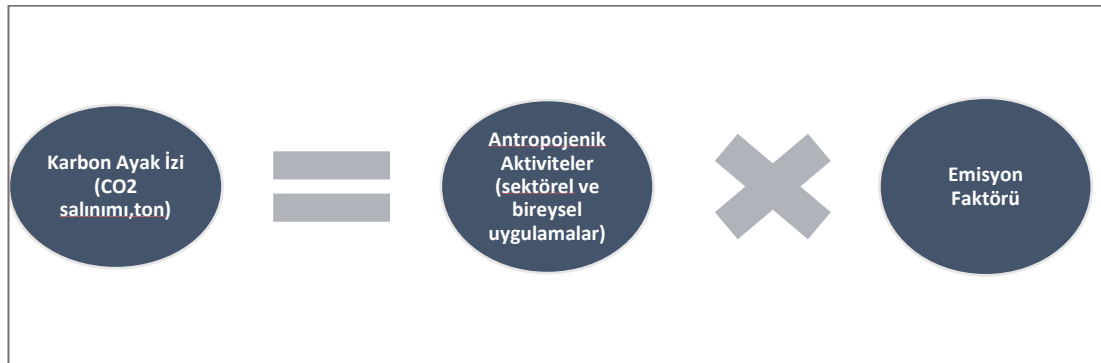 Karbon Ayak İzi
(CO2
salınımı,ton)
Antropojenik
Aktiviteler
(sektörel ve
bireysel
uygulamalar)
Emisyon
Faktörü